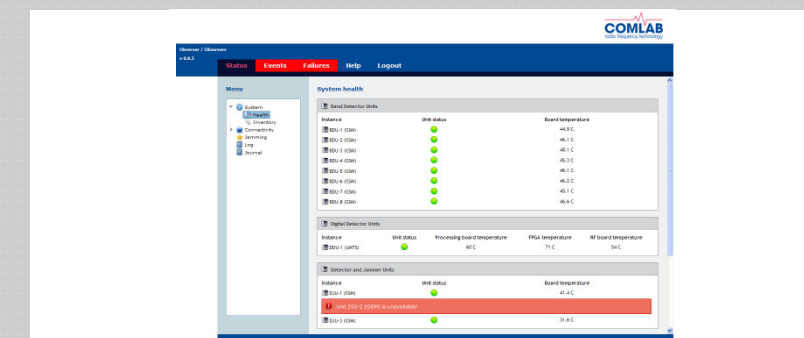 COMLAB
radio frequency technology
Observer / Observers
v 0.0.2
Status Events Failures Help Logout
Menu
System
Health
Inventory
Connectivity
Jamming
Log
Journal
System health
Band Detector Units
Instance Unit status Board temperature
BDU-1 (GSM) 44.9 C
BDU-2 (GSM) 46.1 C
BDU-3 (GSM) 48.1 C
BDU-4 (GSM) 45.3 C
BDU-5 (GSM) 46.1 C
BDU-6 (GSM) 46.2 C
BDU-7 (GSM) 45.1 C
BDU-8 (GSM) 46.6 C
Digital Detector Units
Instance Unit status Processing board temperature FPGA temperature RF board temperature
DDU-1 (UMTS) 60 C 71 C 54 C
Detector and Jammer Units
Instance Unit status Board temperature
DJU-1 (GSM) 41.4 C
Unit DJU-2 (GSM) is unavailable!
DJU-3 (GSM) 31.6 C